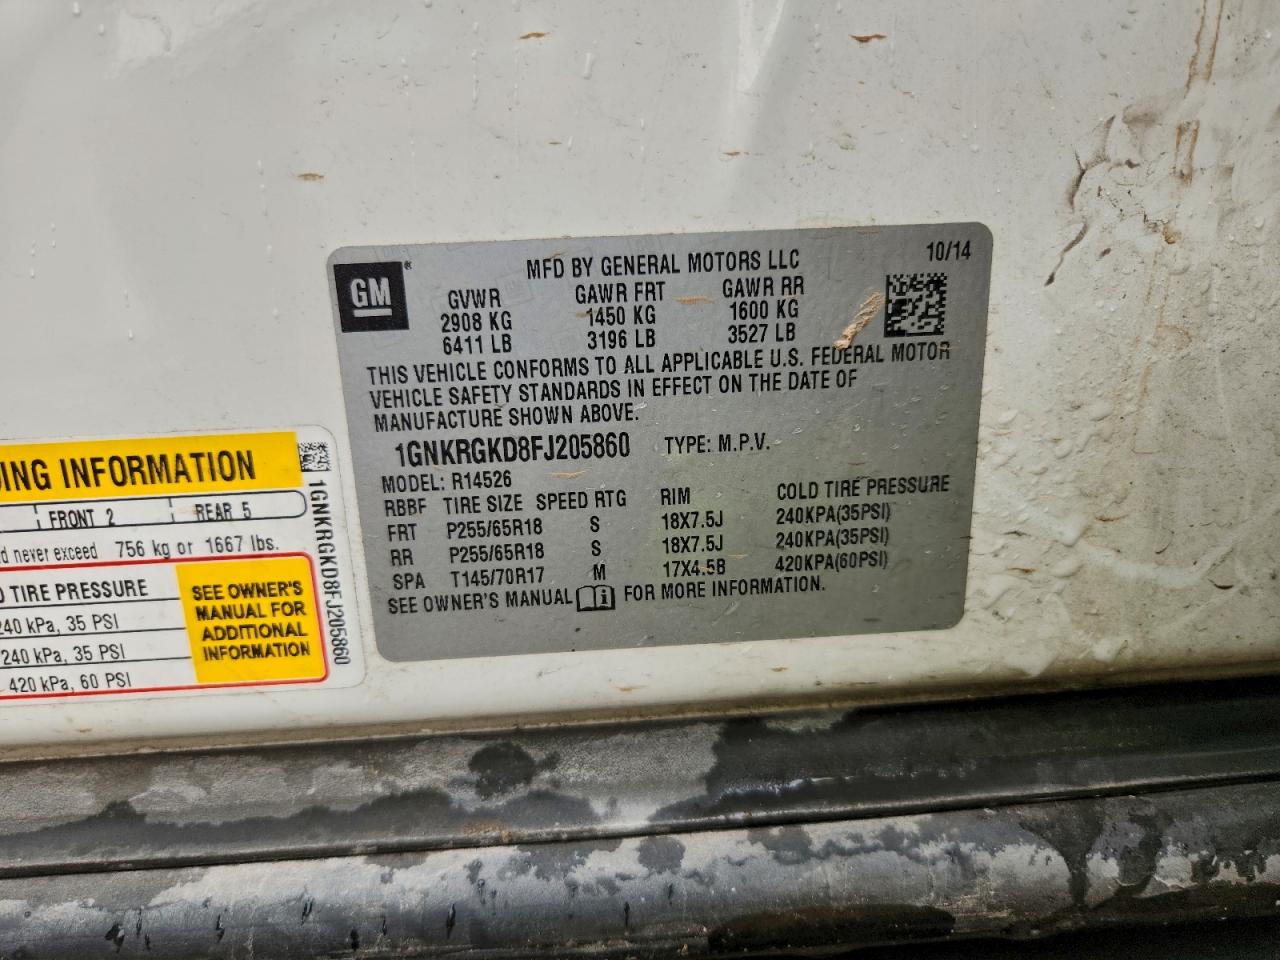 GM
MFD BY GENERAL MOTORS LLC
10/14
GVWR GAWR FRT GAWR RR
2908 KG 1450 KG 1600 KG
6411 LB 3196 LB 3527 LB
THIS VEHICLE CONFORMS TO ALL APPLICABLE U.S. FEDERAL MOTOR
VEHICLE SAFETY STANDARDS IN EFFECT ON THE DATE OF
MANUFACTURE SHOWN ABOVE.
1GNKRGKD8FJ205860 TYPE: M.P.V.
MODEL: R14526
RBBF TIRE SIZE SPEED RTG RIM COLD TIRE PRESSURE
FRT P255/65R18 S 18X7.5J 240KPA(35PSI)
RR P255/65R18 S 18X7.5J 240KPA(35PSI)
SPA T145/70R17 M 17X4.5B 420KPA(60PSI)
SEE OWNER'S MANUAL FOR MORE INFORMATION.
ING INFORMATION
FRONT 2 REAR 5
never exceed 756 kg or 1667 lbs.
TIRE PRESSURE
240 kPa, 35 PSI
240 kPa, 35 PSI
420 kPa, 60 PSI
SEE OWNER'S
MANUAL FOR
ADDITIONAL
INFORMATION
1GNKRGKD8FJ205860